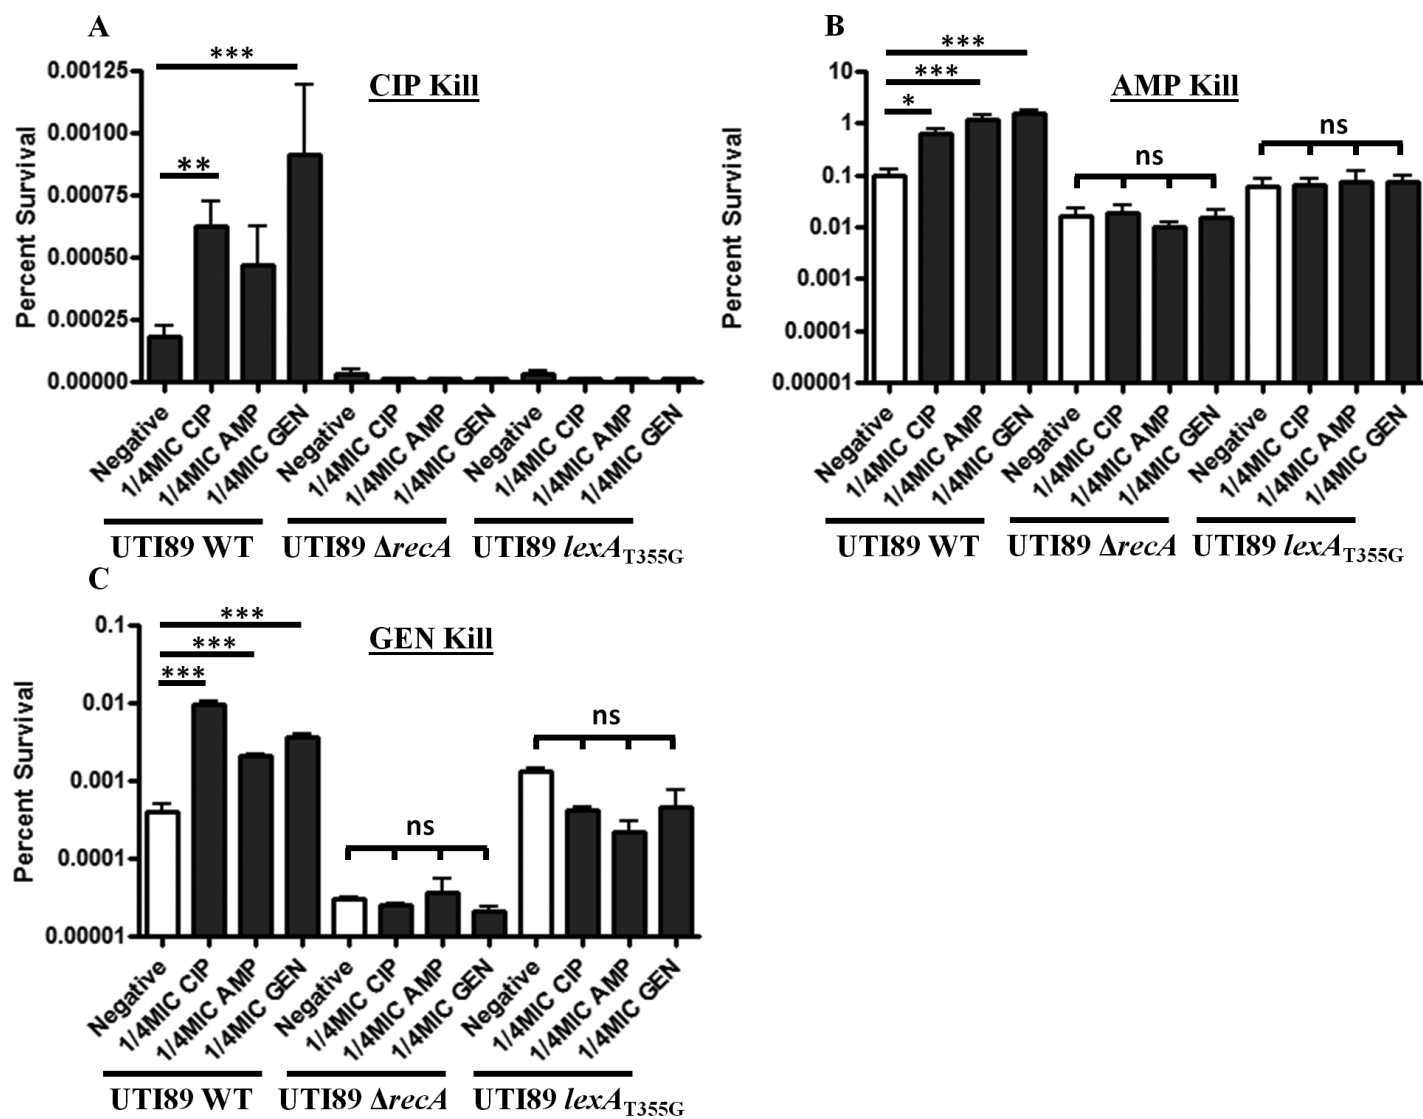 A
CIP Kill
***
**
Percent Survival
0.00125
0.00100
0.00075
0.00050
0.00025
0.00000
Negative
1/4MIC CIP
1/4MIC AMP
1/4MIC GEN
Negative
1/4MIC CIP
1/4MIC AMP
1/4MIC GEN
Negative
1/4MIC CIP
1/4MIC AMP
1/4MIC GEN
UTI89 WT
UTI89 ΔrecA
UTI89 lexA T355G
B
AMP Kill
***
***
*
ns
ns
Percent Survival
10
1
0.1
0.01
0.001
0.0001
0.00001
Negative
1/4MIC CIP
1/4MIC AMP
1/4MIC GEN
Negative
1/4MIC CIP
1/4MIC AMP
1/4MIC GEN
Negative
1/4MIC CIP
1/4MIC AMP
1/4MIC GEN
UTI89 WT
UTI89 ΔrecA
UTI89 lexA T355G
C
GEN Kill
***
***
***
ns
ns
Percent Survival
0.1
0.01
0.001
0.0001
0.00001
Negative
1/4MIC CIP
1/4MIC AMP
1/4MIC GEN
Negative
1/4MIC CIP
1/4MIC AMP
1/4MIC GEN
Negative
1/4MIC CIP
1/4MIC AMP
1/4MIC GEN
UTI89 WT
UTI89 ΔrecA
UTI89 lexA T355G